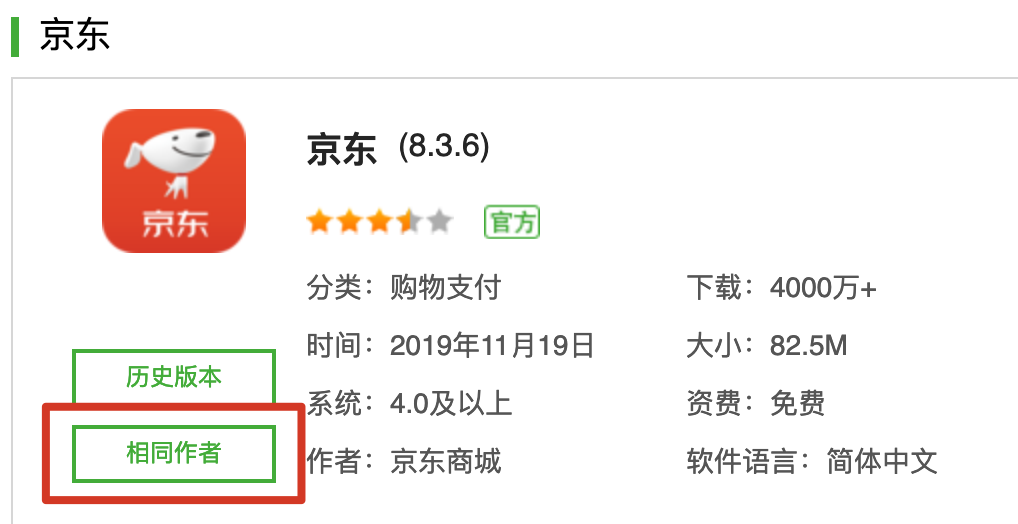 京东
京东
京东 (8.3.6)
官方
分类：购物支付 下载：4000万+
时间：2019年11月19日 大小：82.5M
历史版本
系统：4.0及以上 资费：免费
相同作者
作者：京东商城 软件语言：简体中文